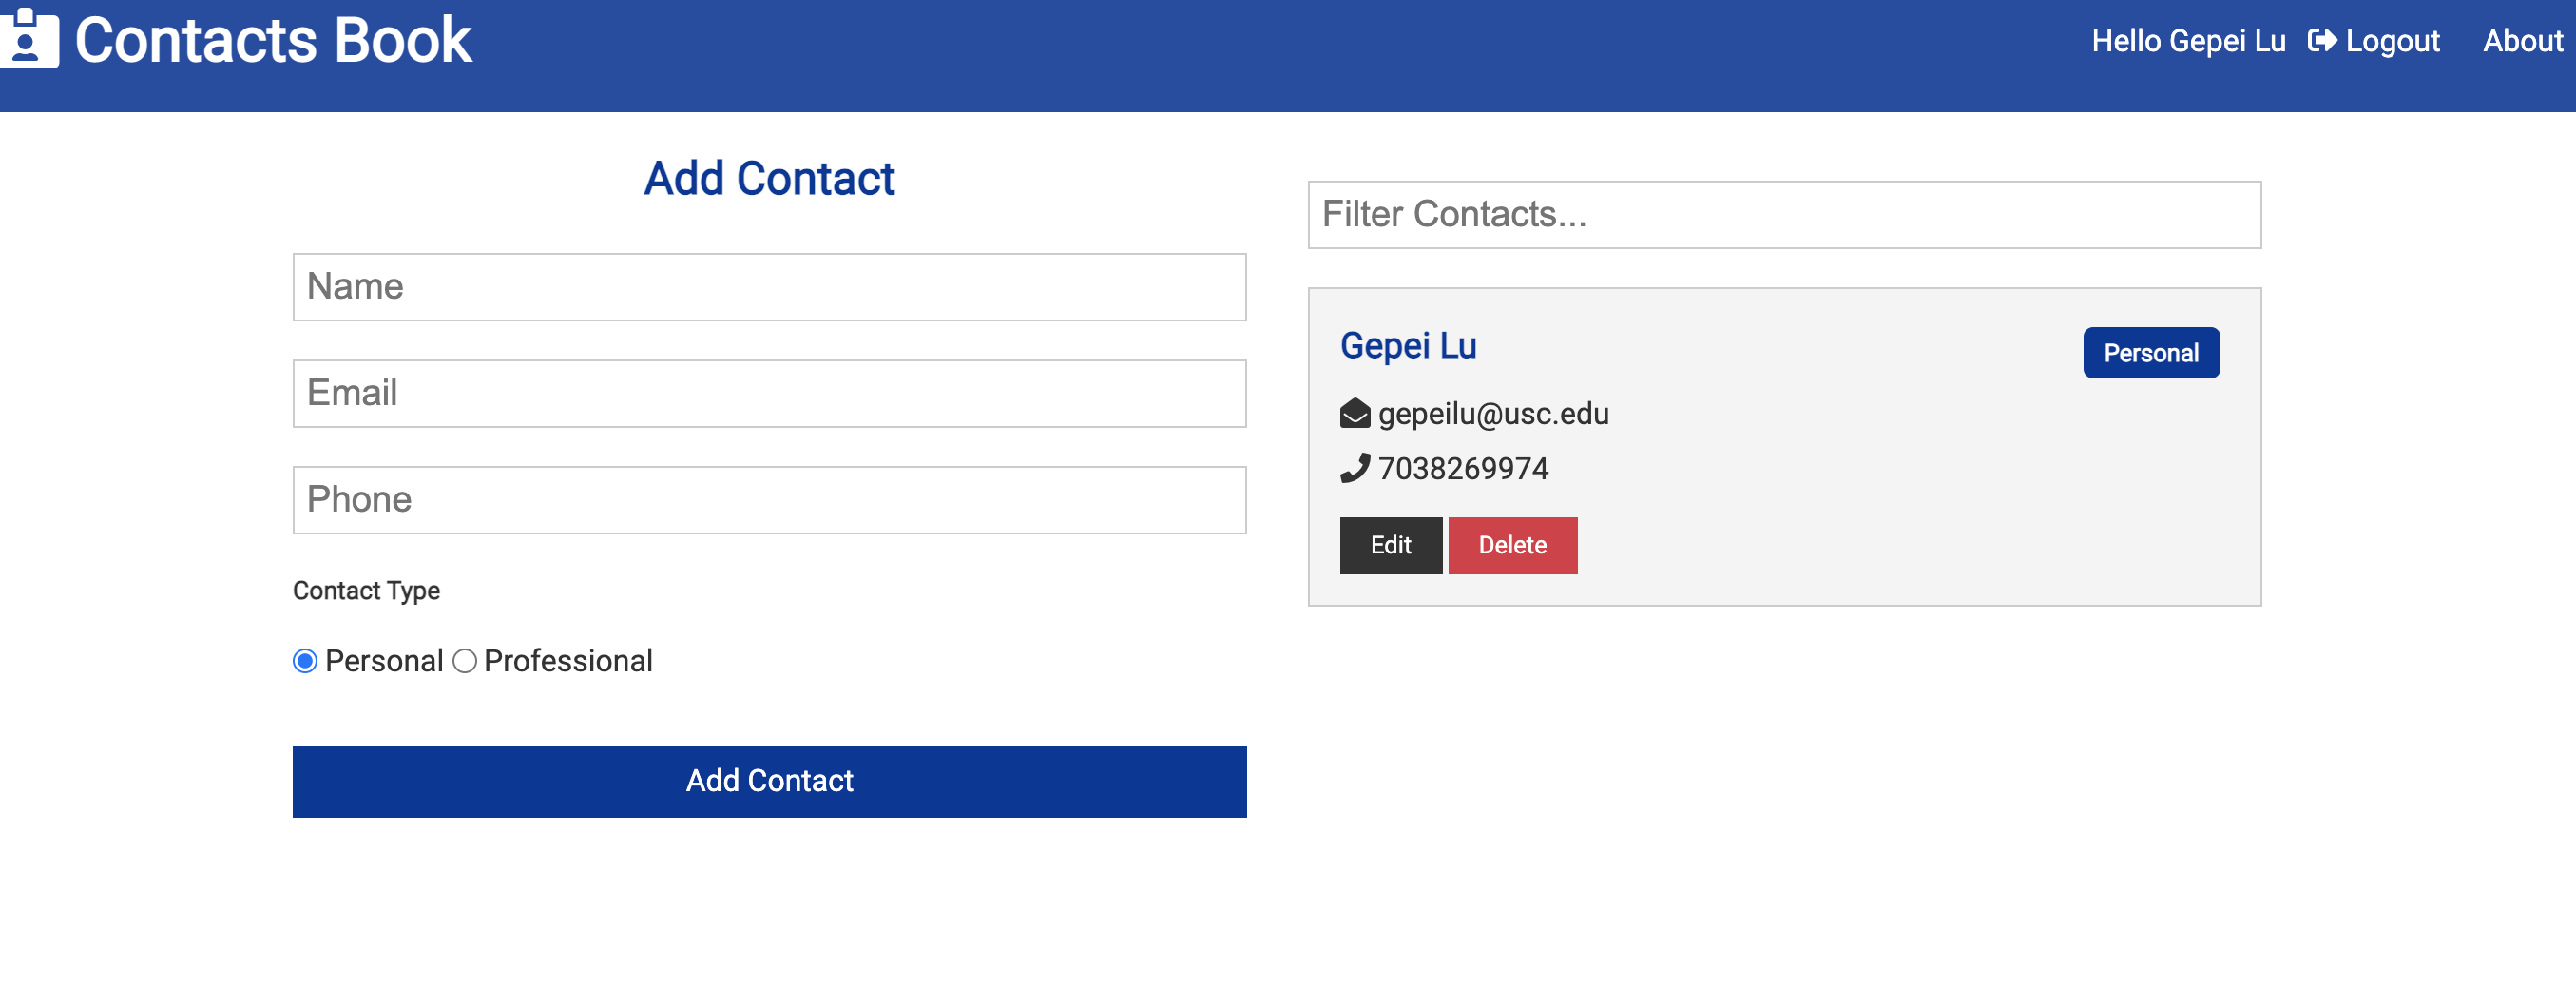 Contacts Book
Hello Gepei Lu Logout About
Add Contact
Name
Email
Phone
Contact Type
Personal Professional
Add Contact
Filter Contacts...
Gepei Lu
Personal
gepeilu@usc.edu
7038269974
Edit Delete